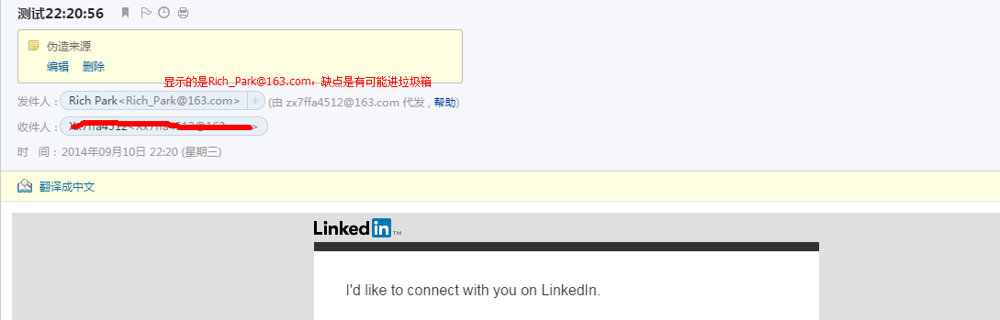 测试22:20:56
伪造来源
编辑 删除
显示的是Rich_Park@163.com，缺点是有可能进垃圾箱
发件人：Rich Park<Rich_Park@163.com> + (由 zx7ffa4512@163.com 代发，帮助)
收件人：
时 间：2014年09月10日 22:20 (星期三)
翻译成中文
Linked in™
I'd like to connect with you on LinkedIn.